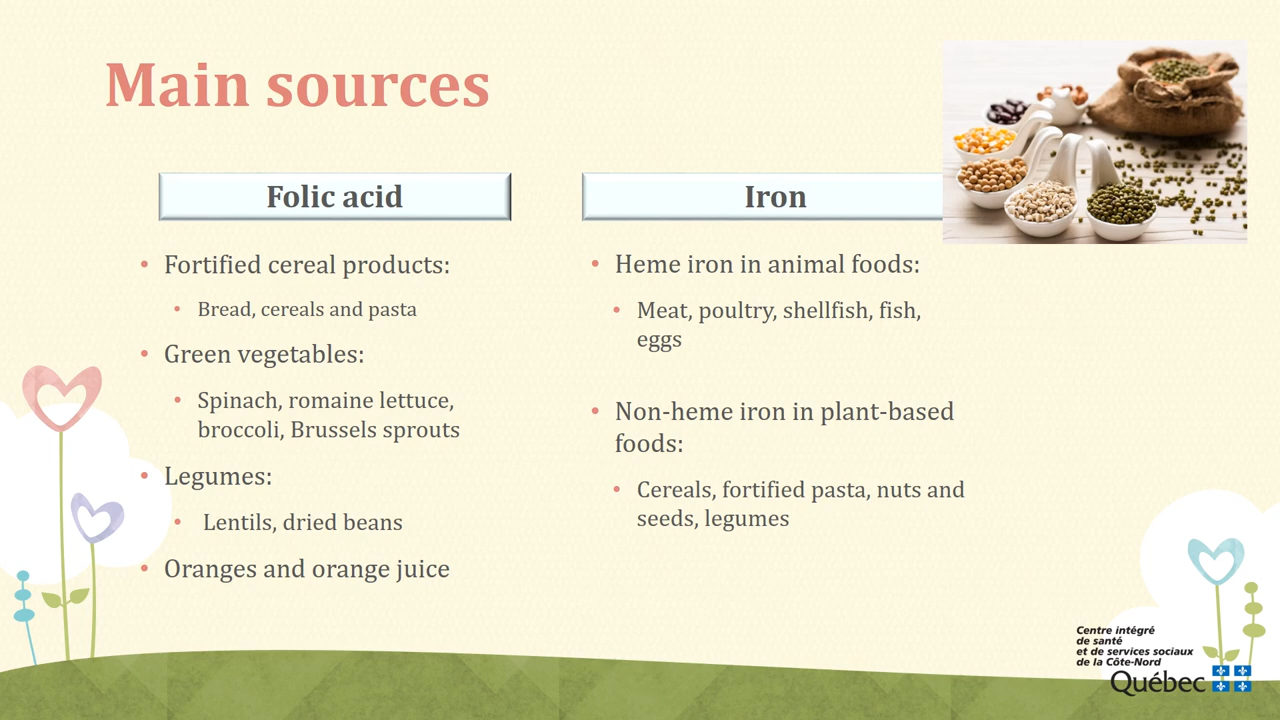 Main sources
Folic acid
• Fortified cereal products:
• Bread, cereals and pasta
• Green vegetables:
• Spinach, romaine lettuce,
broccoli, Brussels sprouts
• Legumes:
• Lentils, dried beans
• Oranges and orange juice
Iron
• Heme iron in animal foods:
• Meat, poultry, shellfish, fish,
eggs
• Non-heme iron in plant-based
foods:
• Cereals, fortified pasta, nuts and
seeds, legumes
Centre intégré
de santé
et de services sociaux
de la Côte-Nord
Québec